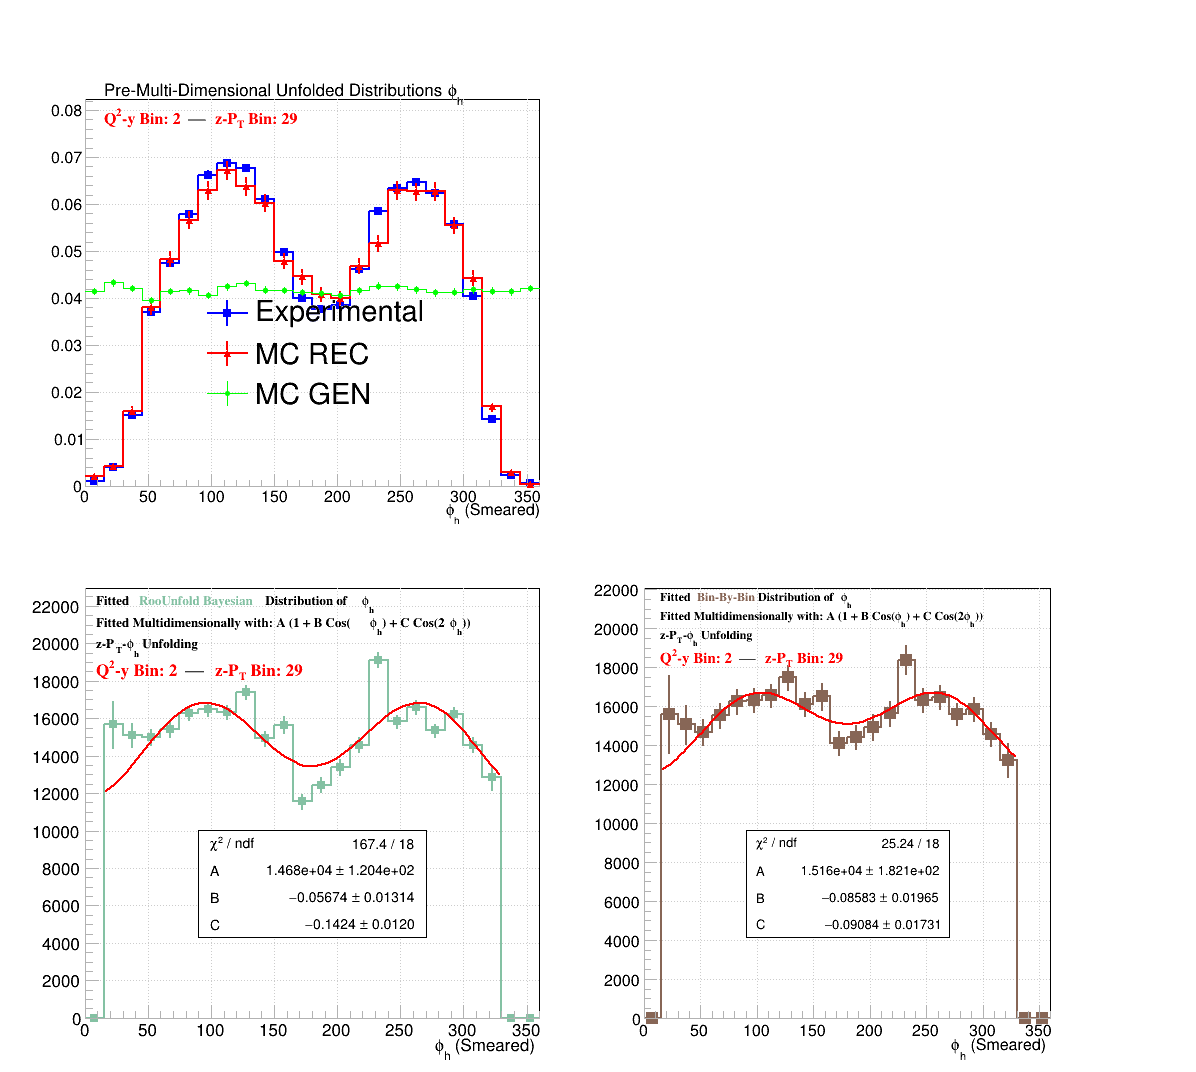 Pre-Multi-Dimensional Unfolded Distributions ϕh
Q2-y Bin: 2 — z-PT Bin: 29
0.08
0.07
0.06
0.05
0.04
0.03
0.02
0.01
0
Experimental
MC REC
MC GEN
0 50 100 150 200 250 300 350
ϕh (Smeared)
Fitted RooUnfold Bayesian Distribution of ϕh
Fitted Multidimensionally with: A (1 + B Cos( ϕh) + C Cos(2 ϕh))
z-PT-ϕh Unfolding
Q2-y Bin: 2 — z-PT Bin: 29
22000
20000
18000
16000
14000
12000
10000
8000
6000
4000
2000
0
χ2 / ndf 167.4 / 18
A 1.468e+04 ± 1.204e+02
B −0.05674 ± 0.01314
C −0.1424 ± 0.0120
0 50 100 150 200 250 300 350
ϕh (Smeared)
Fitted Bin-By-Bin Distribution of ϕh
Fitted Multidimensionally with: A (1 + B Cos(ϕh) + C Cos(2ϕh))
z-PT-ϕh Unfolding
Q2-y Bin: 2 — z-PT Bin: 29
22000
20000
18000
16000
14000
12000
10000
8000
6000
4000
2000
0
χ2 / ndf 25.24 / 18
A 1.516e+04 ± 1.821e+02
B −0.08583 ± 0.01965
C −0.09084 ± 0.01731
0 50 100 150 200 250 300 350
ϕh (Smeared)